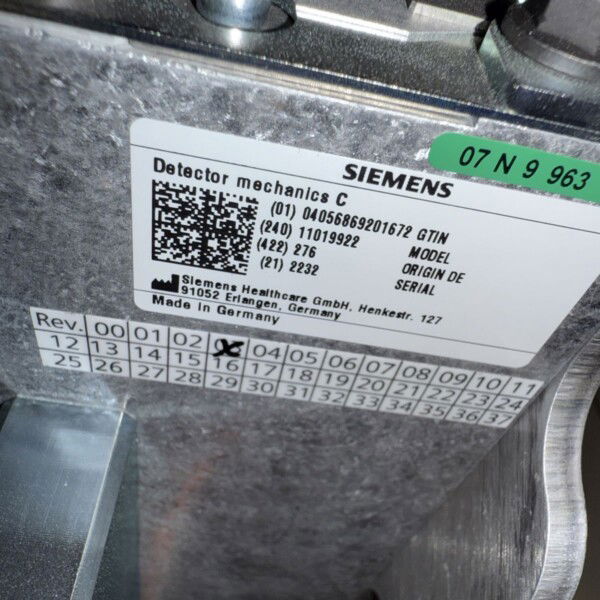 07 N 9 963
SIEMENS
Detector mechanics C
(01) 04056869201672 GTIN
(240) 11019922 MODEL
(422) 276 ORIGIN DE
(21) 2232 SERIAL
Siemens Healthcare GmbH, Henkestr. 127
91052 Erlangen, Germany
Made in Germany
Rev. 00 01 02 04 05 06 07 08 09 10 11
12 13 14 15 16 17 18 19 20 21 22 23 24
25 26 27 28 29 30 31 32 33 34 35 36 37